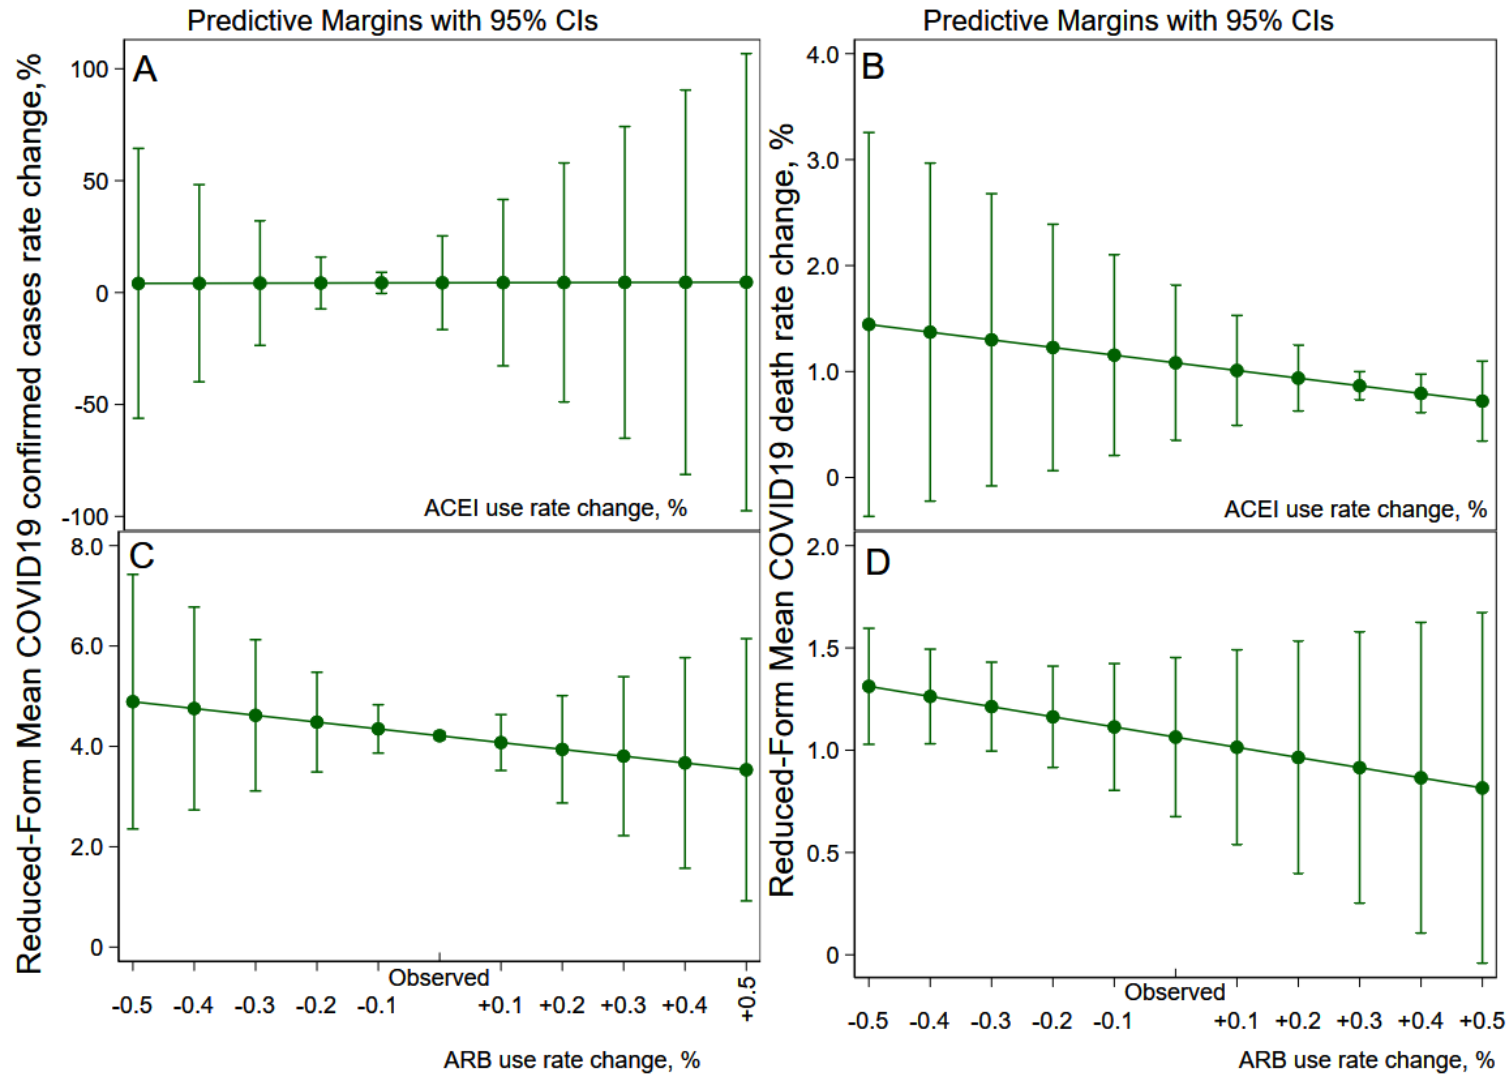 Predictive Margins with 95% CIs
Predictive Margins with 95% CIs
Reduced-Form Mean COVID19 confirmed cases rate change,%
A
100
50
0
-50
-100
ACEI use rate change, %
Reduced-Form Mean COVID19 death rate change, %
B
4.0
3.0
2.0
1.0
0
ACEI use rate change, %
C
8.0
6.0
4.0
2.0
0
Observed
-0.5 -0.4 -0.3 -0.2 -0.1 +0.1 +0.2 +0.3 +0.4 +0.5
ARB use rate change, %
D
2.0
1.5
1.0
0.5
0
Observed
-0.5 -0.4 -0.3 -0.2 -0.1 +0.1 +0.2 +0.3 +0.4 +0.5
ARB use rate change, %